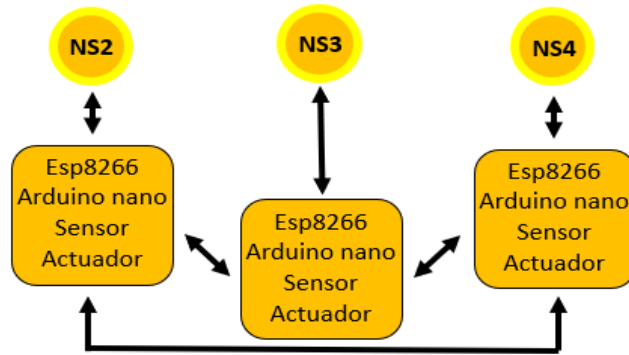 NS2
NS3
NS4
Esp8266
Arduino nano
Sensor
Actuador
Esp8266
Arduino nano
Sensor
Actuador
Esp8266
Arduino nano
Sensor
Actuador